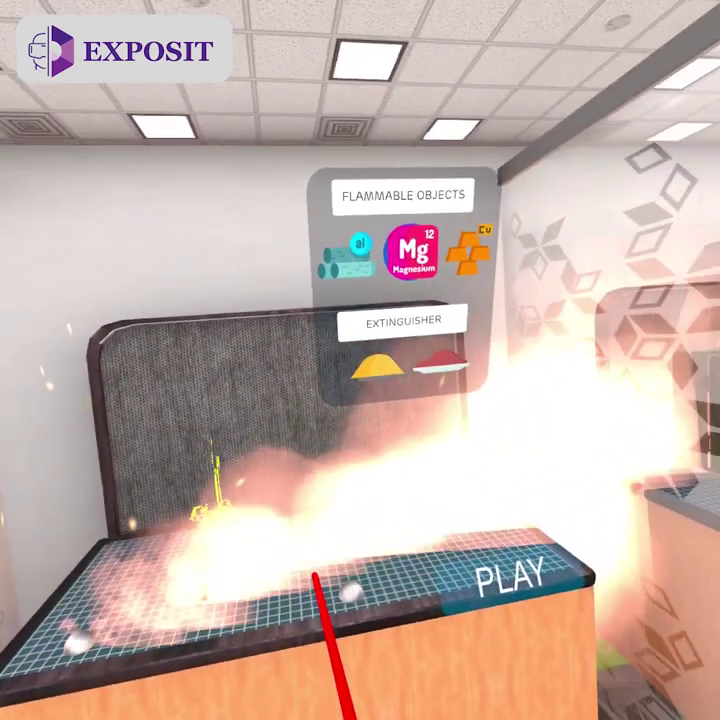 EXPOSIT
FLAMMABLE OBJECTS
al
12
Mg
Magnesium
Cu
EXTINGUISHER
PLAY